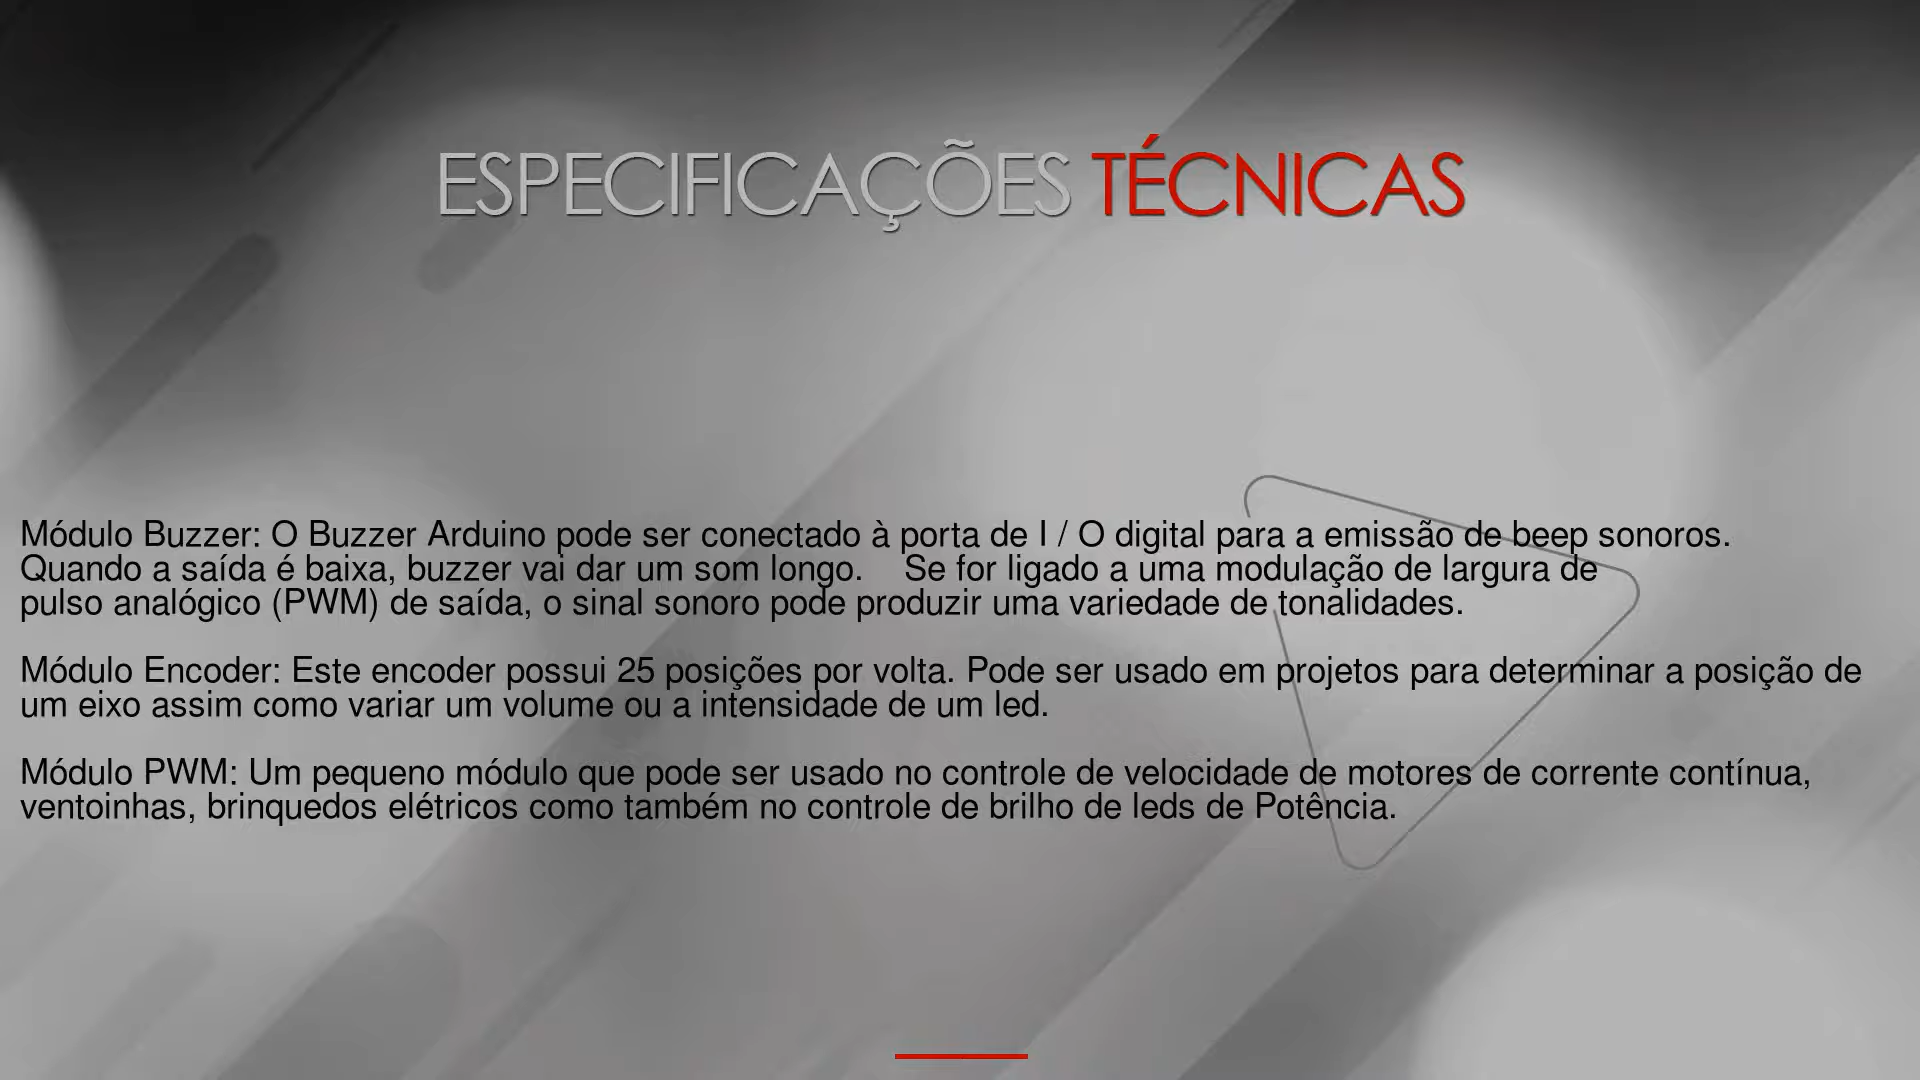 ESPECIFICAÇÕES TÉCNICAS
Módulo Buzzer: O Buzzer Arduino pode ser conectado à porta de I / O digital para a emissão de beep sonoros.
Quando a saída é baixa, buzzer vai dar um som longo.    Se for ligado a uma modulação de largura de
pulso analógico (PWM) de saída, o sinal sonoro pode produzir uma variedade de tonalidades.
Módulo Encoder: Este encoder possui 25 posições por volta. Pode ser usado em projetos para determinar a posição de
um eixo assim como variar um volume ou a intensidade de um led.
Módulo PWM: Um pequeno módulo que pode ser usado no controle de velocidade de motores de corrente contínua,
ventoinhas, brinquedos elétricos como também no controle de brilho de leds de Potência.